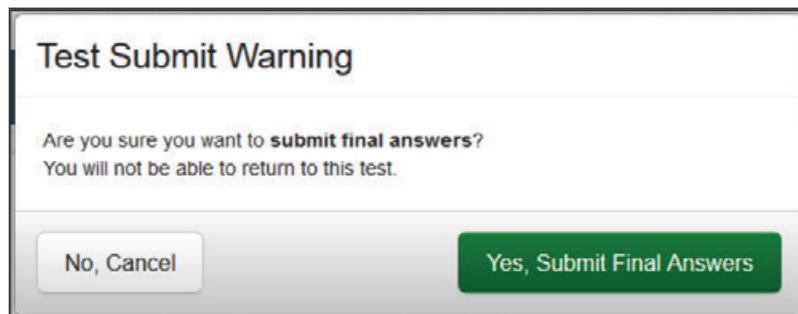 Test Submit Warning
Are you sure you want to submit final answers?
You will not be able to return to this test.
No, Cancel
Yes, Submit Final Answers